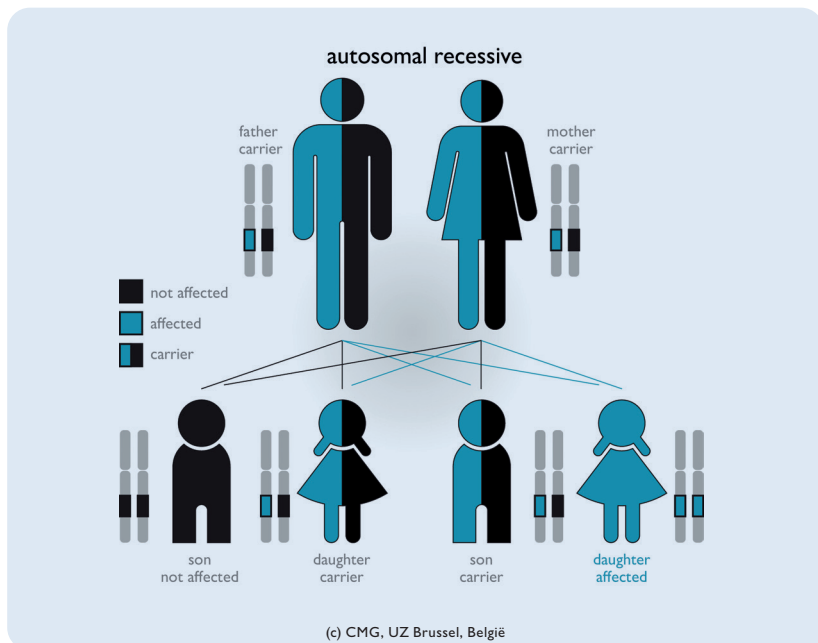 autosomal recessive
father
carrier
mother
carrier
not affected
affected
carrier
son
not affected
daughter
carrier
son
carrier
daughter
affected
(c) CMG, UZ Brussel, België